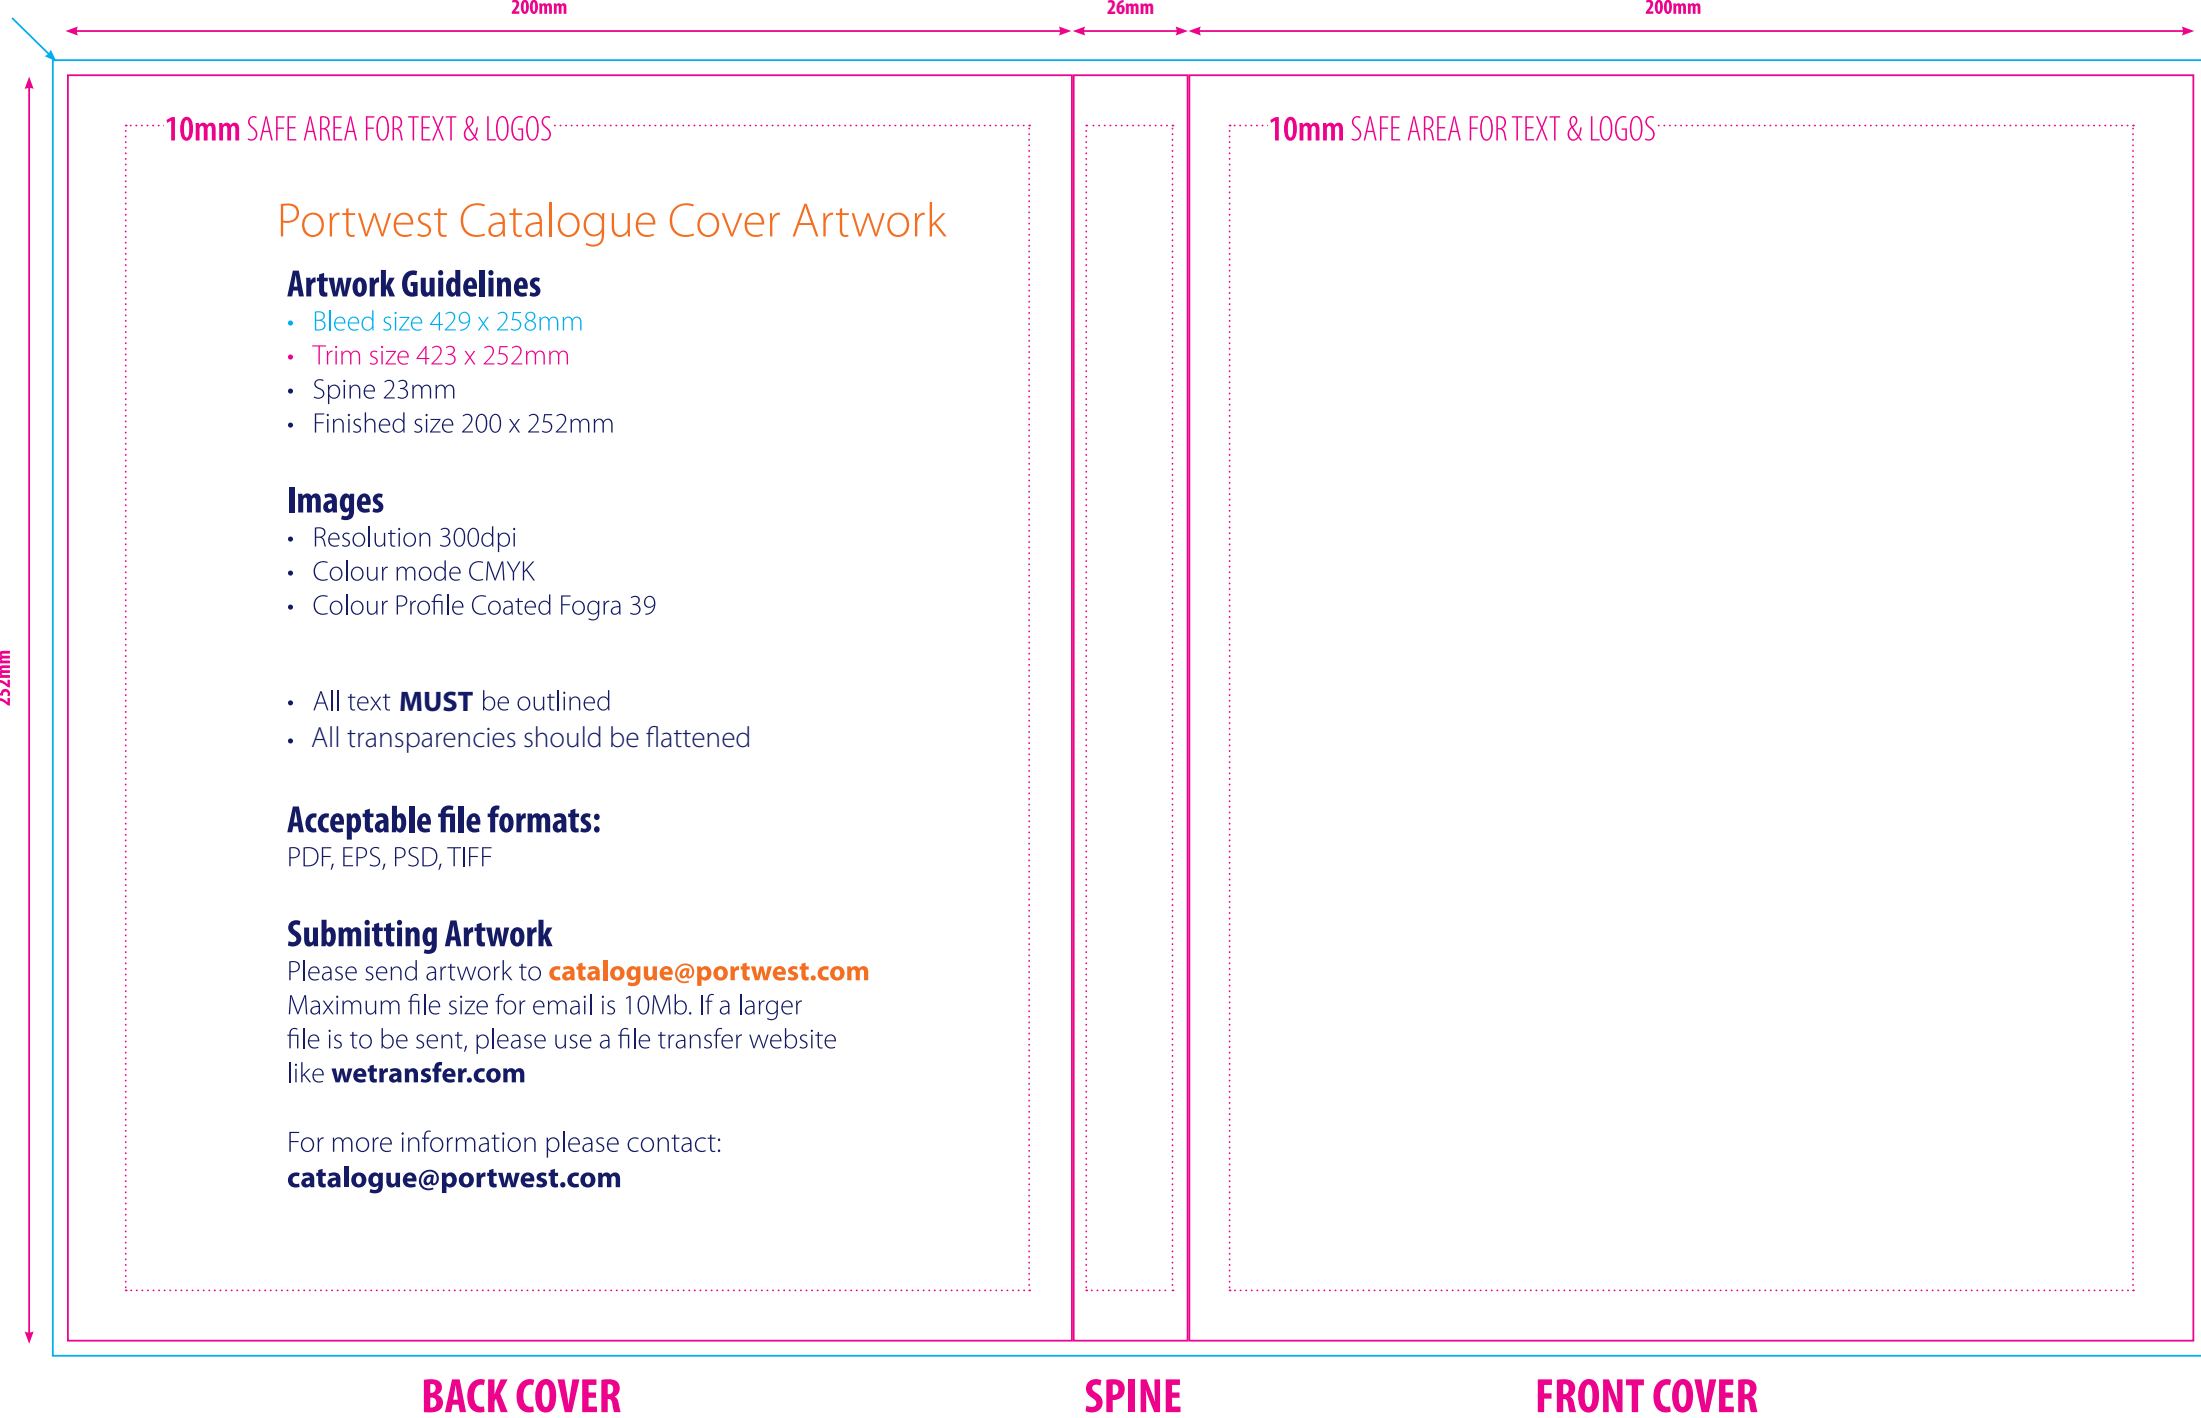 200mm
26mm
200mm
10mm SAFE AREA FOR TEXT & LOGOS
10mm SAFE AREA FOR TEXT & LOGOS
Portwest Catalogue Cover Artwork
Artwork Guidelines
• Bleed size 429 x 258mm
• Trim size 423 x 252mm
• Spine 23mm
• Finished size 200 x 252mm
Images
• Resolution 300dpi
• Colour mode CMYK
• Colour Profile Coated Fogra 39
• All text MUST be outlined
• All transparencies should be flattened
Acceptable file formats:
PDF, EPS, PSD, TIFF
Submitting Artwork
Please send artwork to catalogue@portwest.com
Maximum file size for email is 10Mb. If a larger
file is to be sent, please use a file transfer website
like wetransfer.com
For more information please contact:
catalogue@portwest.com
252mm
BACK COVER
SPINE
FRONT COVER